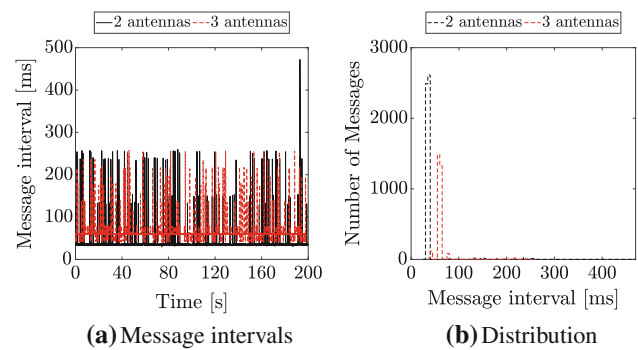 2 antennas 3 antennas
500
400
300
200
100
0
Message interval [ms]
0 40 80 120 160 200
Time [s]
(a) Message intervals
2 antennas 3 antennas
3000
2000
1000
0
Number of Messages
0 100 200 300 400
Message interval [ms]
(b) Distribution